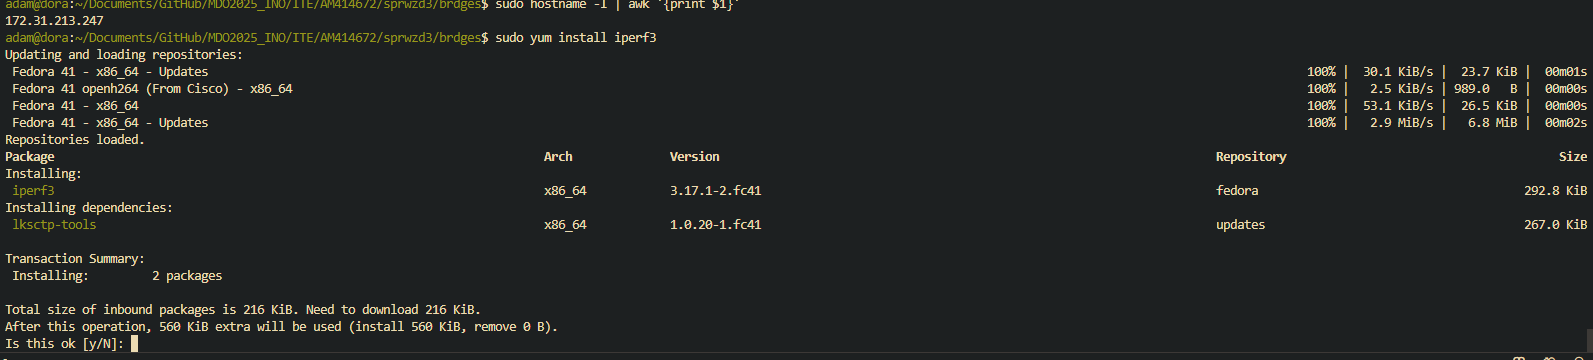 adam@dora:~/Documents/GitHub/MDO2025_INO/ITE/AM414672/sprwzd3/brdges$ sudo hostname -I | awk '{print $1}'
172.31.213.247
adam@dora:~/Documents/GitHub/MDO2025_INO/ITE/AM414672/sprwzd3/brdges$ sudo yum install iperf3
Updating and loading repositories:
Fedora 41 - x86_64 - Updates 100% | 30.1 KiB/s | 23.7 KiB | 00m01s
Fedora 41 openh264 (From Cisco) - x86_64 100% | 2.5 KiB/s | 989.0 B | 00m00s
Fedora 41 - x86_64 100% | 53.1 KiB/s | 26.5 KiB | 00m00s
Fedora 41 - x86_64 - Updates 100% | 2.9 MiB/s | 6.8 MiB | 00m02s
Repositories loaded.
Package Arch Version Repository Size
Installing:
iperf3 x86_64 3.17.1-2.fc41 fedora 292.8 KiB
Installing dependencies:
lksctp-tools x86_64 1.0.20-1.fc41 updates 267.0 KiB
Transaction Summary:
Installing: 2 packages
Total size of inbound packages is 216 KiB. Need to download 216 KiB.
After this operation, 560 KiB extra will be used (install 560 KiB, remove 0 B).
Is this ok [y/N]: